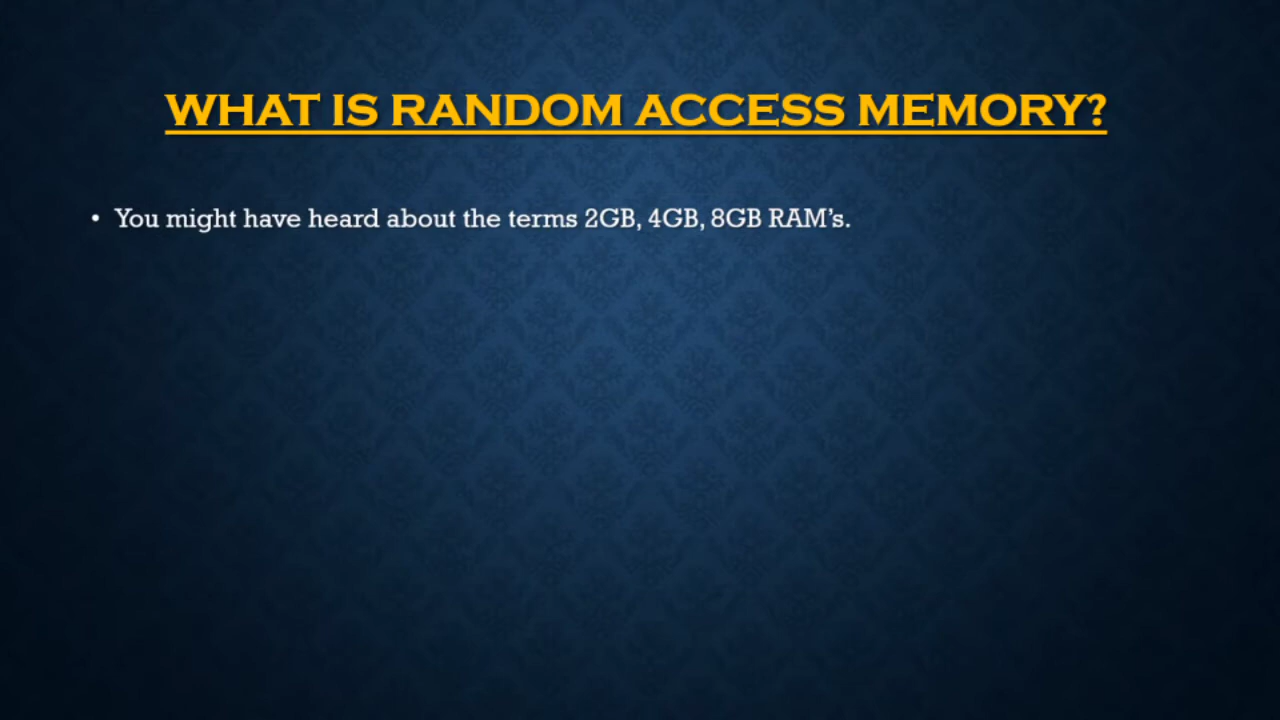 WHAT IS RANDOM ACCESS MEMORY?
• You might have heard about the terms 2GB, 4GB, 8GB RAM’s.